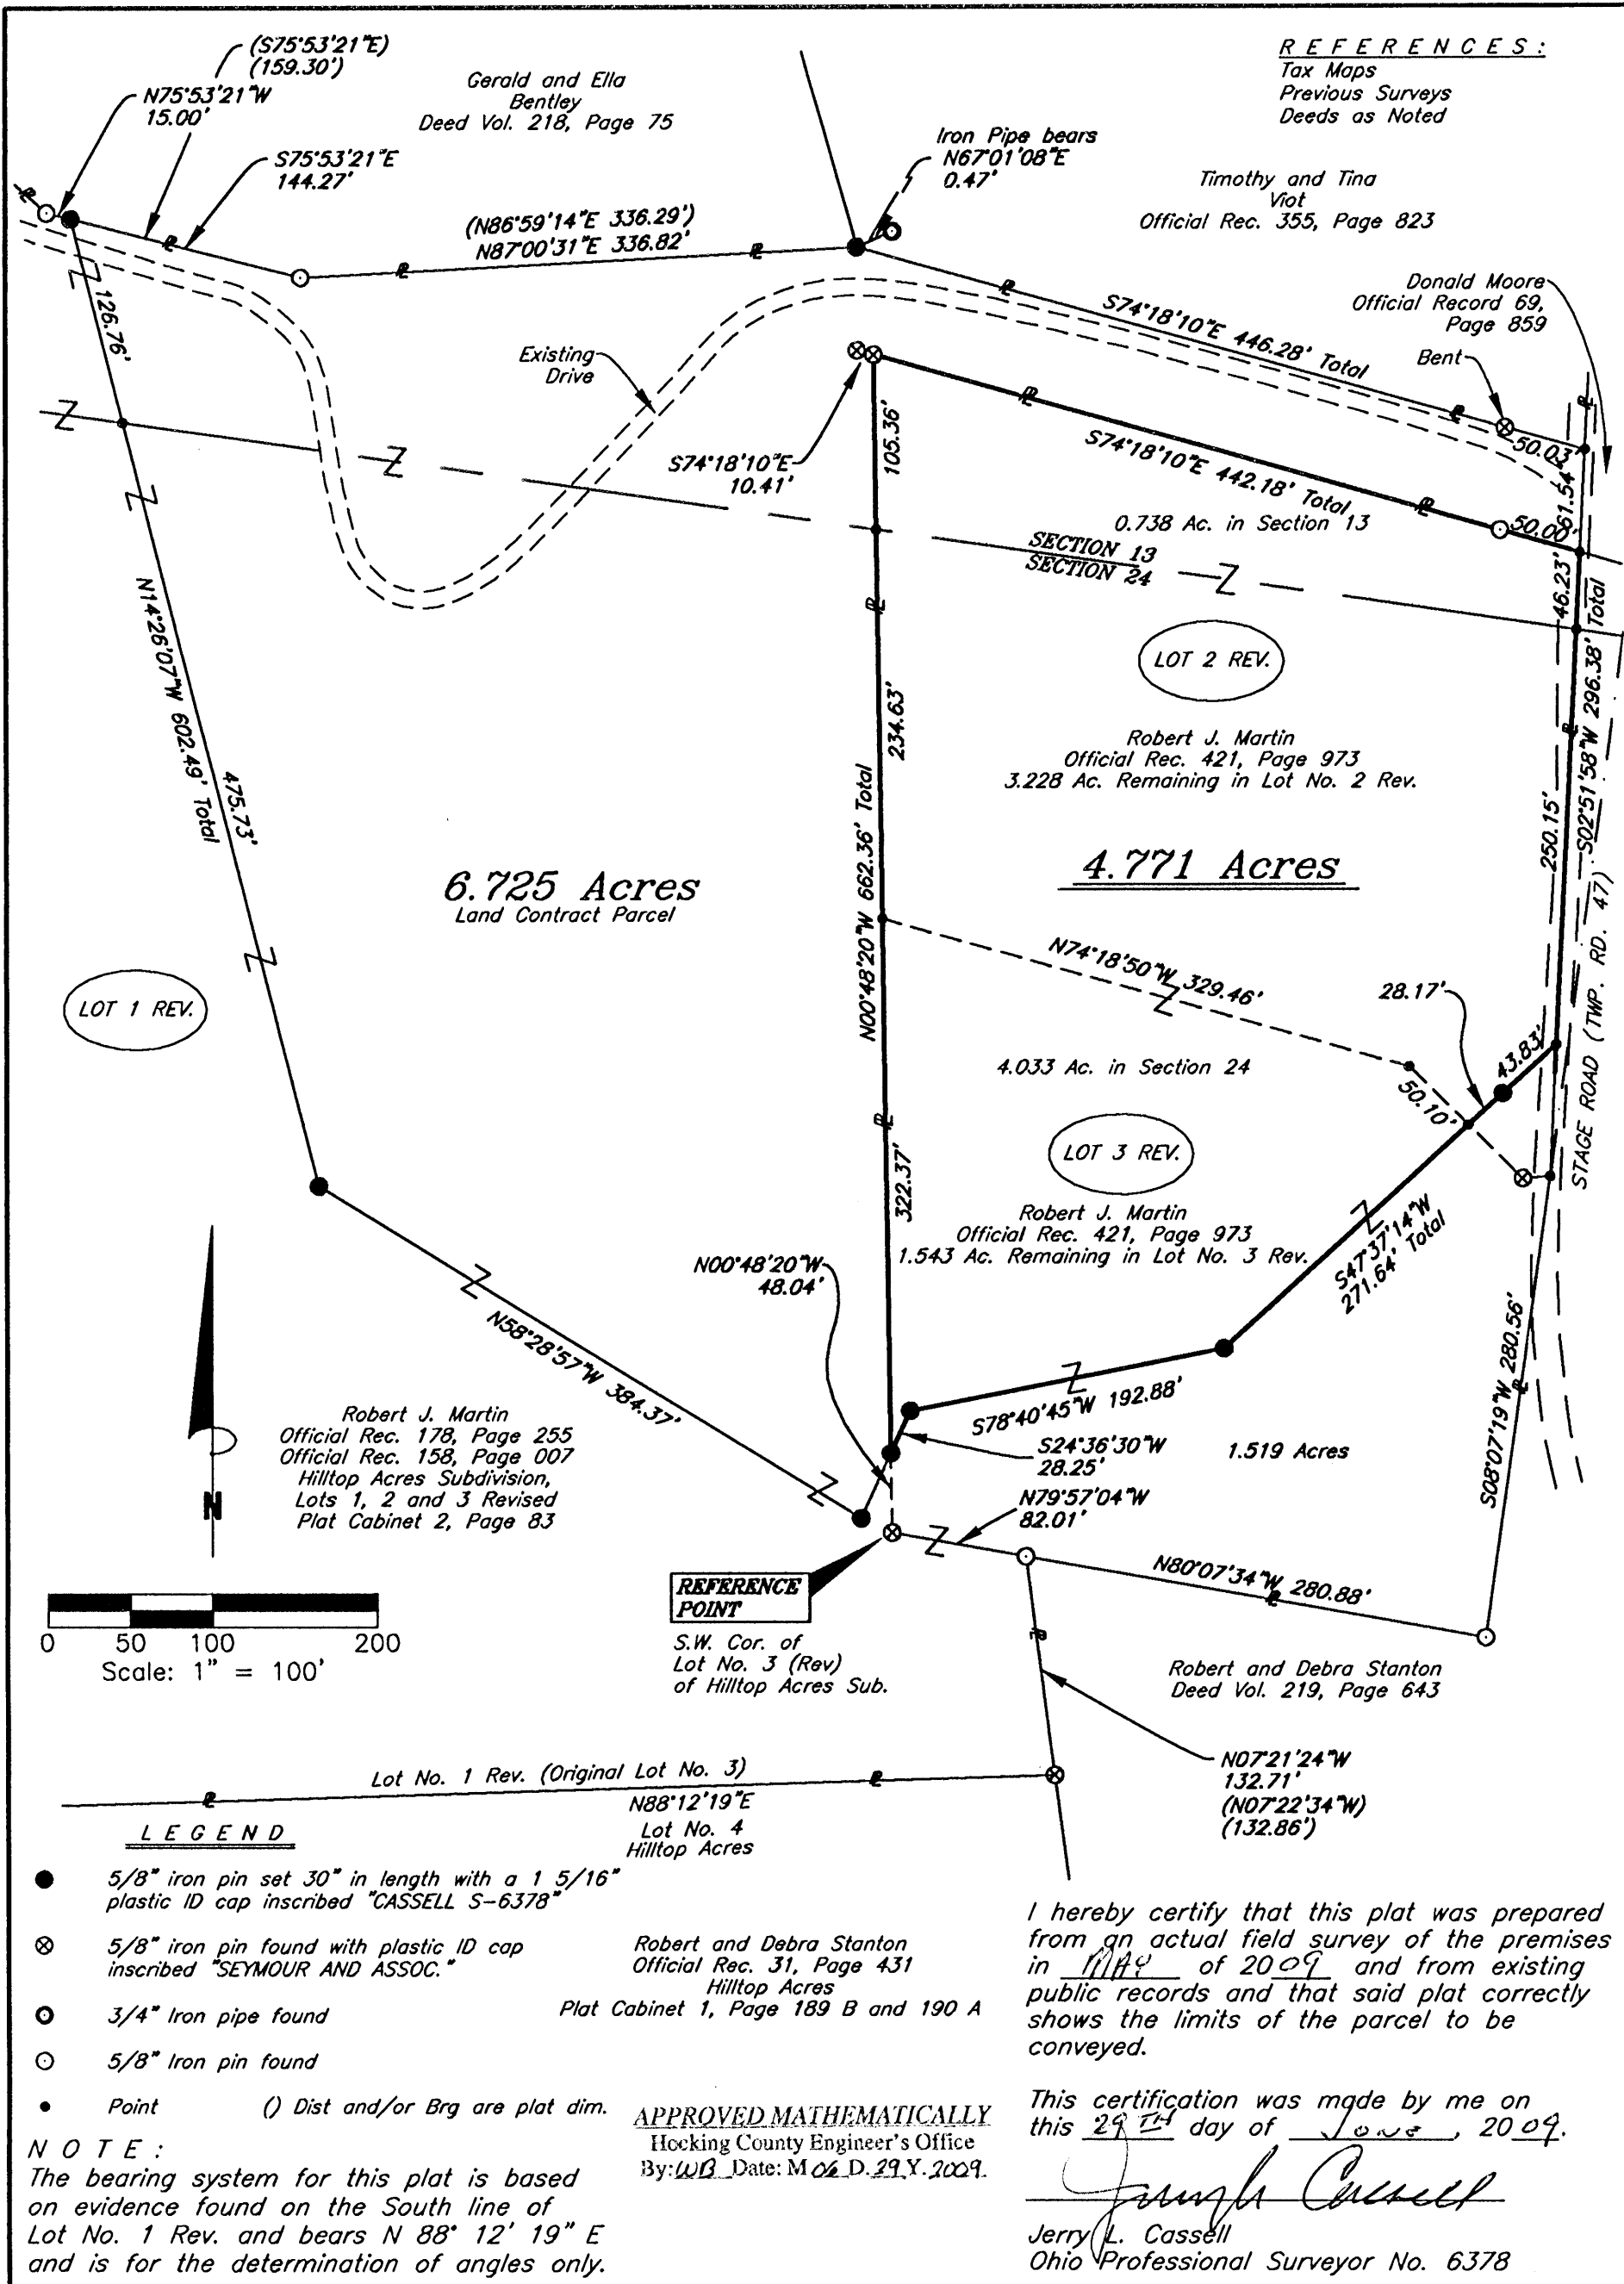 (S75°53'21"E)
(159.30')
N75°53'21"W
15.00'
S75°53'21"E
144.27'
Gerald and Ella
Bentley
Deed Vol. 218, Page 75
REFERENCES:
Tax Maps
Previous Surveys
Deeds as Noted
Iron Pipe bears
N67°01'08"E
0.47'
Timothy and Tina
Viot
Official Rec. 355, Page 823
(N86°59'14"E 336.29')
N87°00'31"E 336.82'
Donald Moore
Official Record 69,
Page 859
Bent
S74°18'10"E 446.28' Total
50.03'
61.54'
126.76'
Existing
Drive
S74°18'10"E
10.41'
105.36'
S74°18'10"E 442.18' Total
50.00'
0.738 Ac. in Section 13
SECTION 13
SECTION 24
46.23'
S02°51'58"W 296.38' Total
250.15'
LOT 2 REV.
Robert J. Martin
Official Rec. 421, Page 973
3.228 Ac. Remaining in Lot No. 2 Rev.
N14°26'07"W 602.49' Total
475.73'
234.63'
N00°48'20"W 662.36' Total
6.725 Acres
Land Contract Parcel
4.771 Acres
LOT 1 REV.
N74°18'50"W 329.46'
28.17'
43.83'
50.10'
STAGE ROAD (TWP. RD. 47)
4.033 Ac. in Section 24
LOT 3 REV.
322.37'
Robert J. Martin
Official Rec. 421, Page 973
1.543 Ac. Remaining in Lot No. 3 Rev.
S47°37'14"W
271.64' Total
N00°48'20"W
48.04'
N58°28'57"W 384.37'
S78°40'45"W 192.88'
S24°36'30"W
28.25'
1.519 Acres
S08°07'19"W 280.56'
Robert J. Martin
Official Rec. 178, Page 255
Official Rec. 158, Page 007
Hilltop Acres Subdivision,
Lots 1, 2 and 3 Revised
Plat Cabinet 2, Page 83
N
N79°57'04"W
82.01'
N80°07'34"W 280.88'
REFERENCE
POINT
S.W. Cor. of
Lot No. 3 (Rev)
of Hilltop Acres Sub.
0 50 100 200
Scale: 1" = 100'
Robert and Debra Stanton
Deed Vol. 219, Page 643
N07°21'24"W
132.71'
(N07°22'34"W)
(132.86')
Lot No. 1 Rev. (Original Lot No. 3)
N88°12'19"E
Lot No. 4
Hilltop Acres
LEGEND
5/8" iron pin set 30" in length with a 1 5/16"
plastic ID cap inscribed "CASSELL S-6378"
5/8" iron pin found with plastic ID cap
inscribed "SEYMOUR AND ASSOC."
3/4" Iron pipe found
5/8" Iron pin found
Point () Dist and/or Brg are plat dim.
Robert and Debra Stanton
Official Rec. 31, Page 431
Hilltop Acres
Plat Cabinet 1, Page 189 B and 190 A
NOTE:
The bearing system for this plat is based
on evidence found on the South line of
Lot No. 1 Rev. and bears N 88° 12' 19" E
and is for the determination of angles only.
APPROVED MATHEMATICALLY
Hocking County Engineer's Office
By: WB Date: M 06 D. 29 Y. 2009
I hereby certify that this plat was prepared
from an actual field survey of the premises
in MAY of 2009 and from existing
public records and that said plat correctly
shows the limits of the parcel to be
conveyed.
This certification was made by me on
this 29TH day of June, 2009.
Jerry L. Cassell
Ohio Professional Surveyor No. 6378